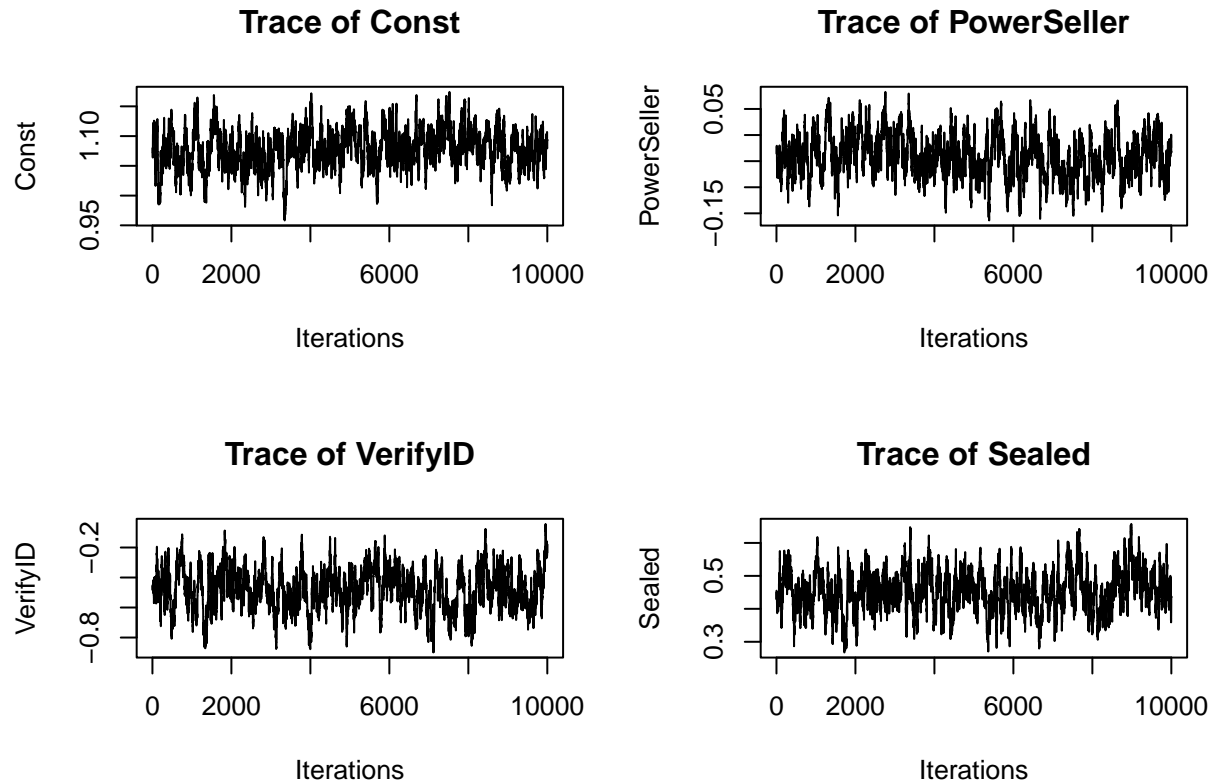 Trace of Const
Const
1.10
0.95
0 2000 6000 10000
Iterations
Trace of PowerSeller
PowerSeller
0.05
−0.15
0 2000 6000 10000
Iterations
Trace of VerifyID
VerifyID
−0.2
−0.8
0 2000 6000 10000
Iterations
Trace of Sealed
Sealed
0.5
0.3
0 2000 6000 10000
Iterations